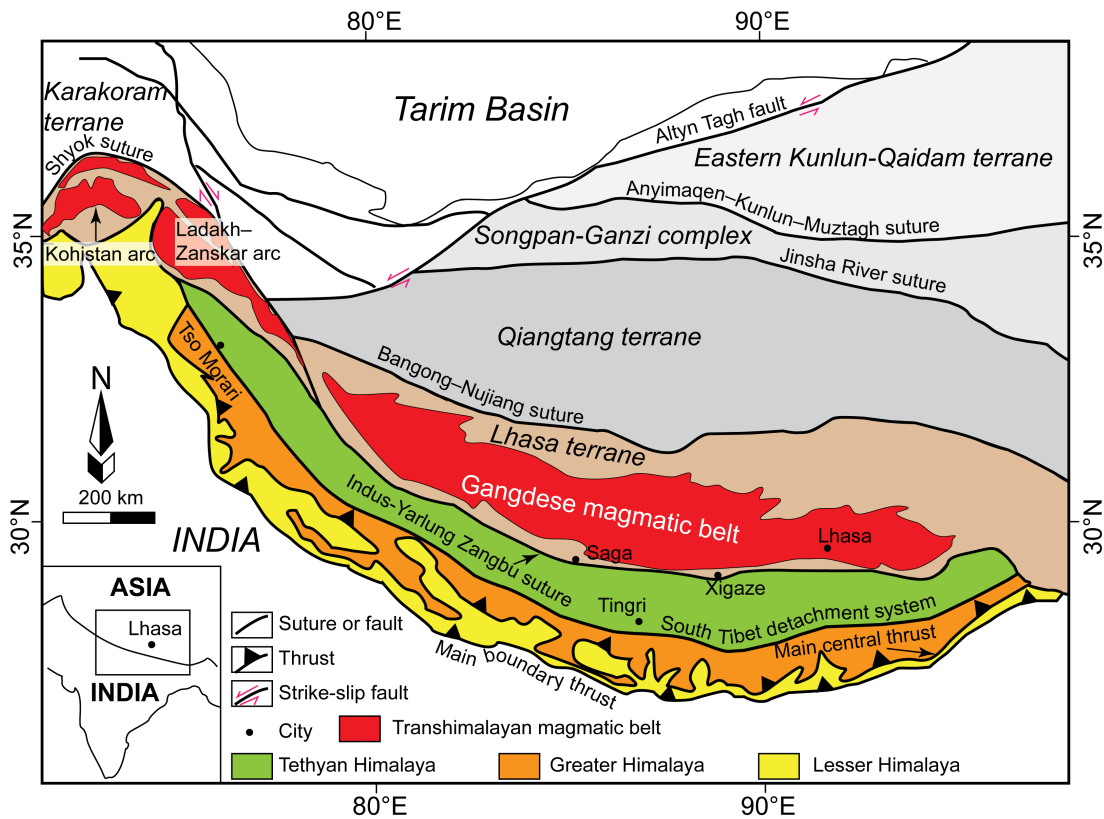 80°E
90°E
Karakoram
terrane
Tarim Basin
Altyn Tagh fault
Shyok suture
Eastern Kunlun-Qaidam terrane
Anyimaqen–Kunlun–Muztagh suture
35°N
35°N
Ladakh–
Zanskar arc
Kohistan arc
Songpan-Ganzi complex
Jinsha River suture
Qiangtang terrane
Tso Morari
Bangong–Nujiang suture
N
Lhasa terrane
200 km
Gangdese magmatic belt
30°N
30°N
INDIA
Indus-Yarlung Zangbu suture
Lhasa
Saga
Xigaze
Tingri
South Tibet detachment system
Main central thrust
Main boundary thrust
ASIA
Lhasa
INDIA
Suture or fault
Thrust
Strike-slip fault
City
Transhimalayan magmatic belt
Tethyan Himalaya
Greater Himalaya
Lesser Himalaya
80°E
90°E